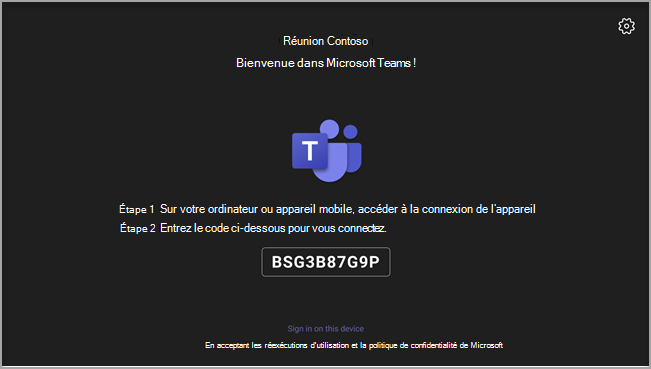 Réunion Contoso
Bienvenue dans Microsoft Teams !
T
Étape 1 Sur votre ordinateur ou appareil mobile, accéder à la connexion de l'appareil
Étape 2 Entrez le code ci-dessous pour vous connectez.
BSG3B87G9P
Sign in on this device
En acceptant les réexécutions d'utilisation et la politique de confidentialité de Microsoft